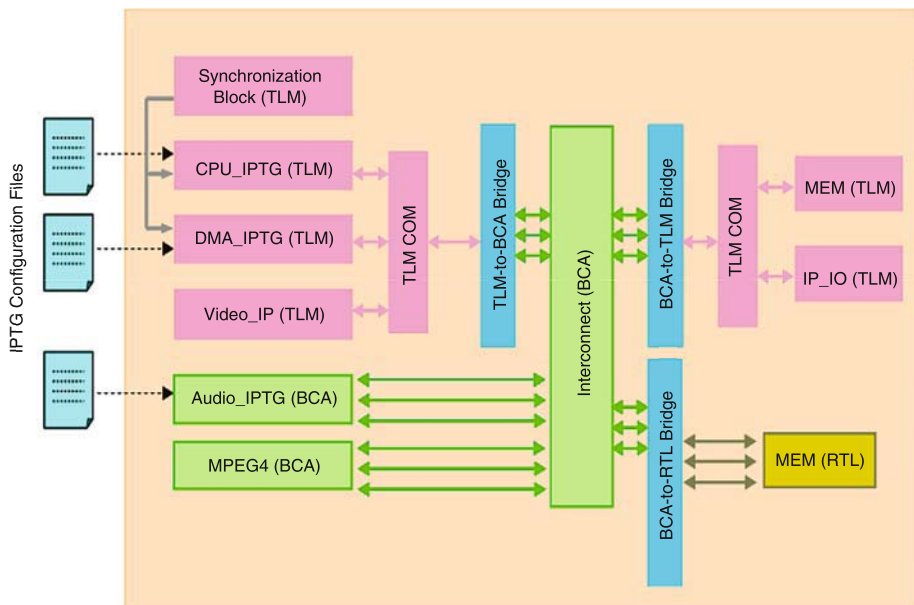 IPTG Configuration Files
Synchronization
Block (TLM)
CPU_IPTG (TLM)
DMA_IPTG (TLM)
Video_IP (TLM)
Audio_IPTG (BCA)
MPEG4 (BCA)
TLM COM
TLM-to-BCA Bridge
Interconnect (BCA)
BCA-to-TLM Bridge
BCA-to-RTL Bridge
TLM COM
MEM (TLM)
IP_IO (TLM)
MEM (RTL)